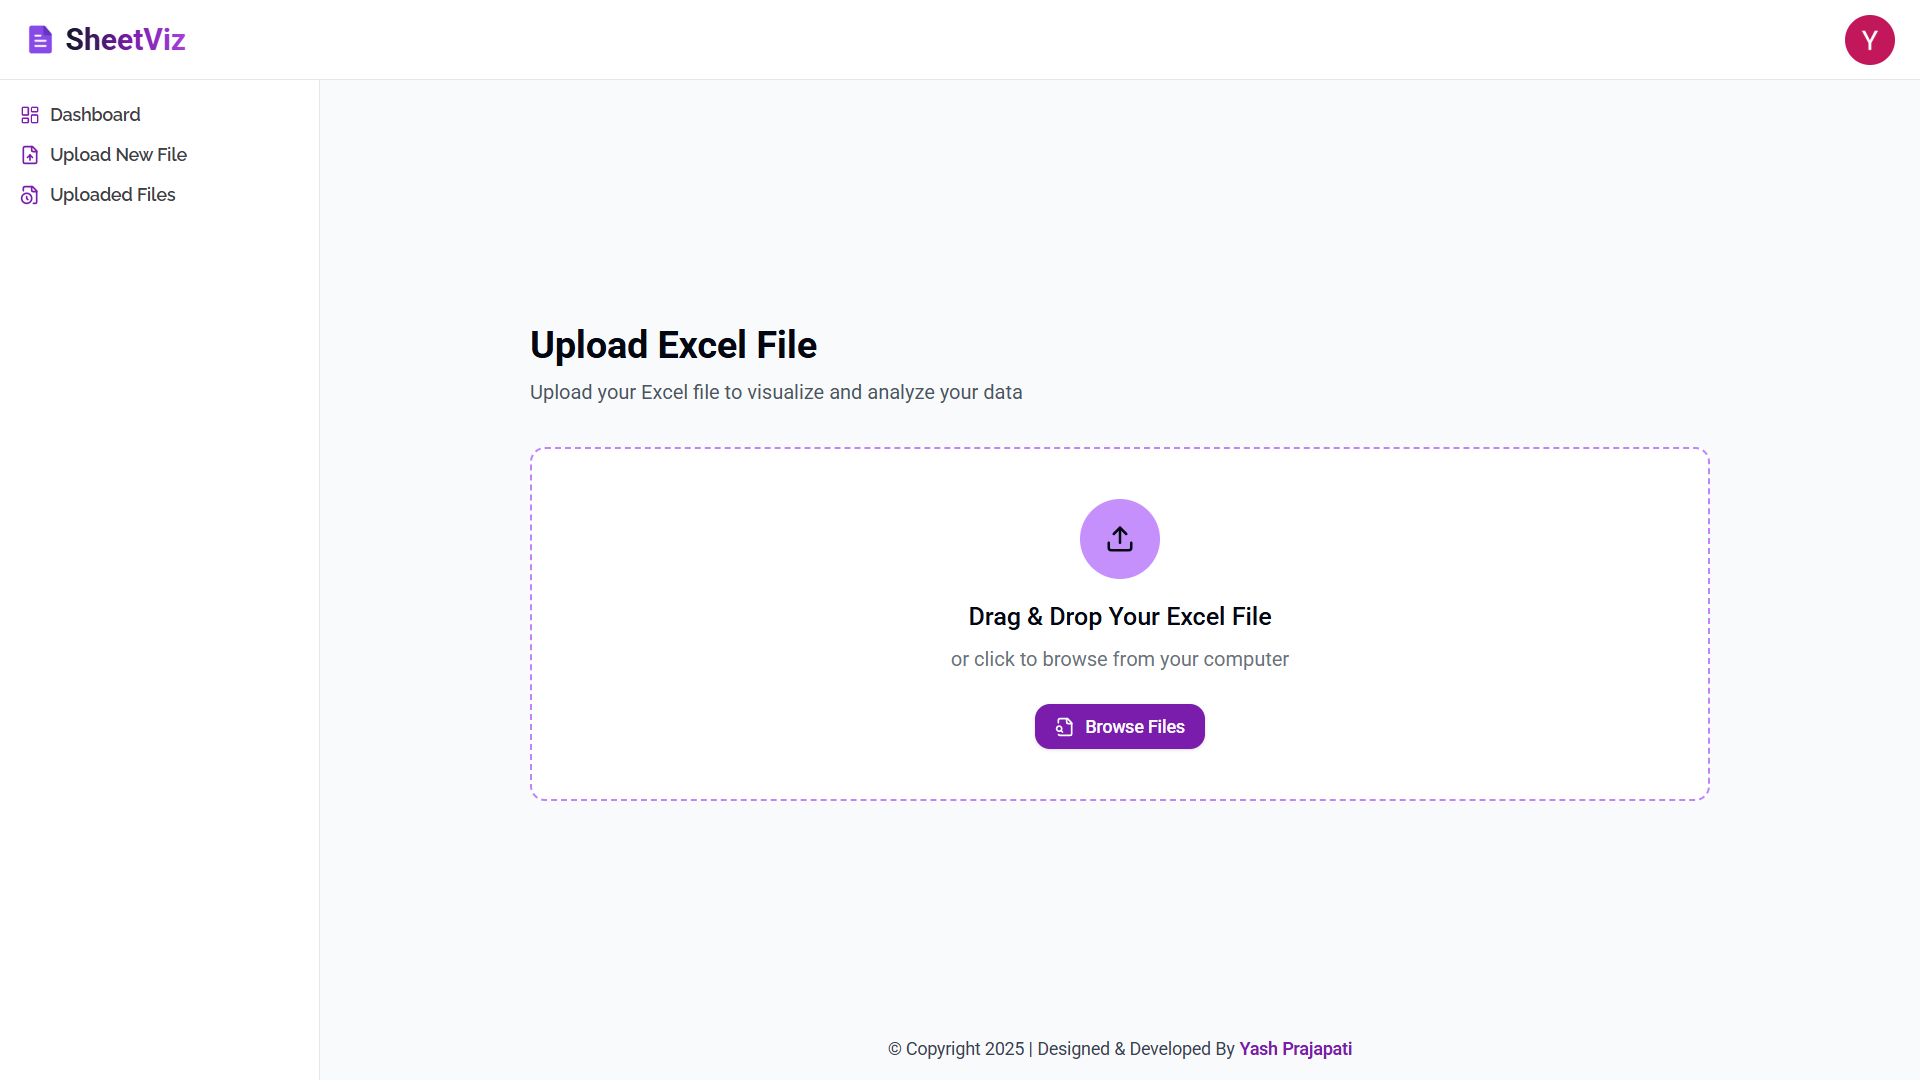 SheetViz
Y
Dashboard
Upload New File
Uploaded Files
Upload Excel File
Upload your Excel file to visualize and analyze your data
Drag & Drop Your Excel File
or click to browse from your computer
Browse Files
© Copyright 2025 | Designed & Developed By Yash Prajapati